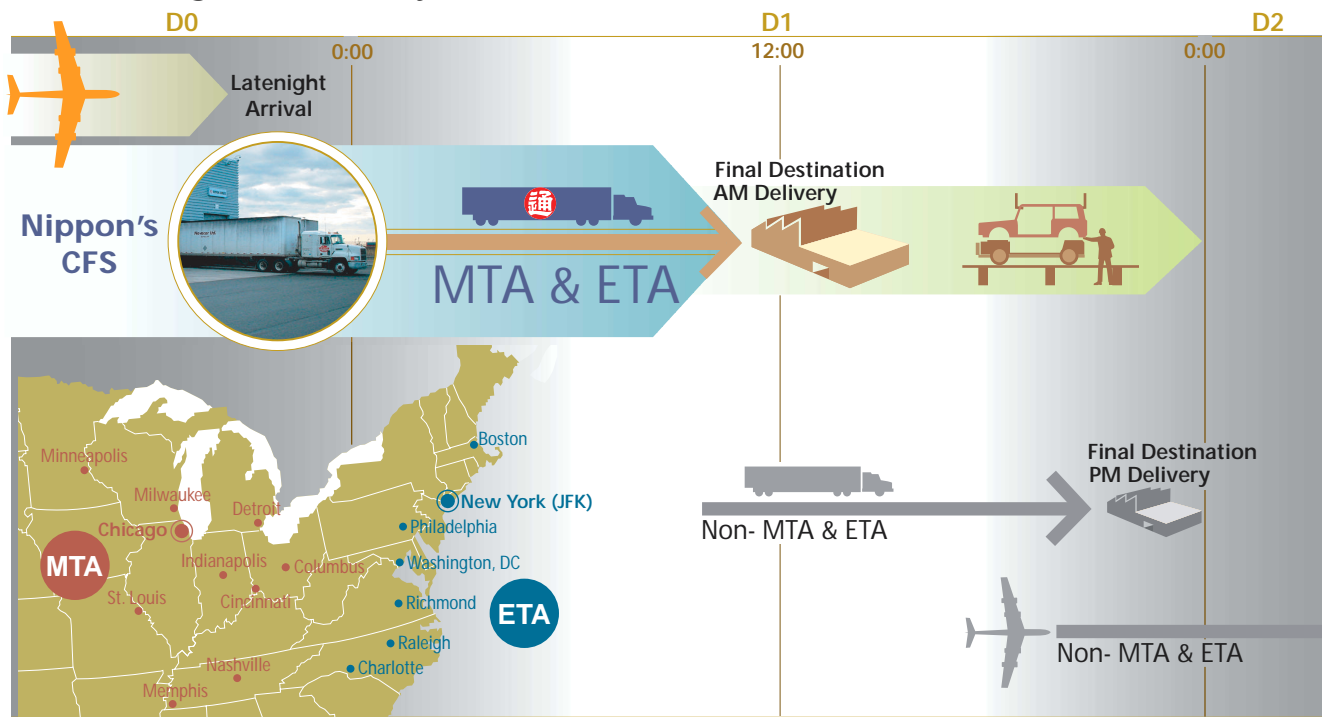 D0
D1
D2
0:00
12:00
0:00
Latenight
Arrival
Nippon's
CFS
通
MTA & ETA
Final Destination
AM Delivery
Boston
Minneapolis
Milwaukee
Detroit
New York (JFK)
Chicago
Philadelphia
MTA
Indianapolis
Columbus
Washington, DC
St. Louis
Cincinnati
Richmond
ETA
Raleigh
Nashville
Charlotte
Memphis
Final Destination
PM Delivery
Non- MTA & ETA
Non- MTA & ETA